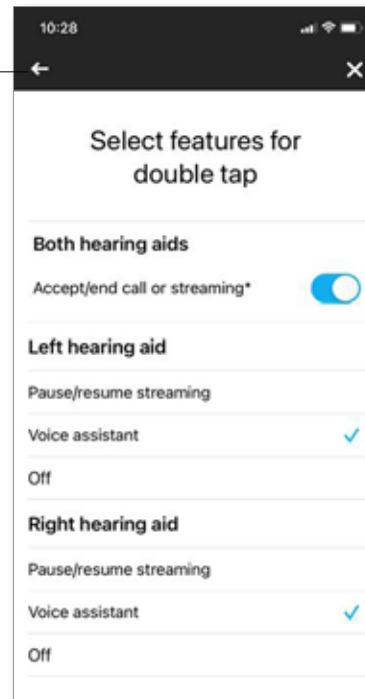 10:28
Select features for
double tap
Both hearing aids
Accept/end call or streaming*
Left hearing aid
Pause/resume streaming
Voice assistant
Off
Right hearing aid
Pause/resume streaming
Voice assistant
Off